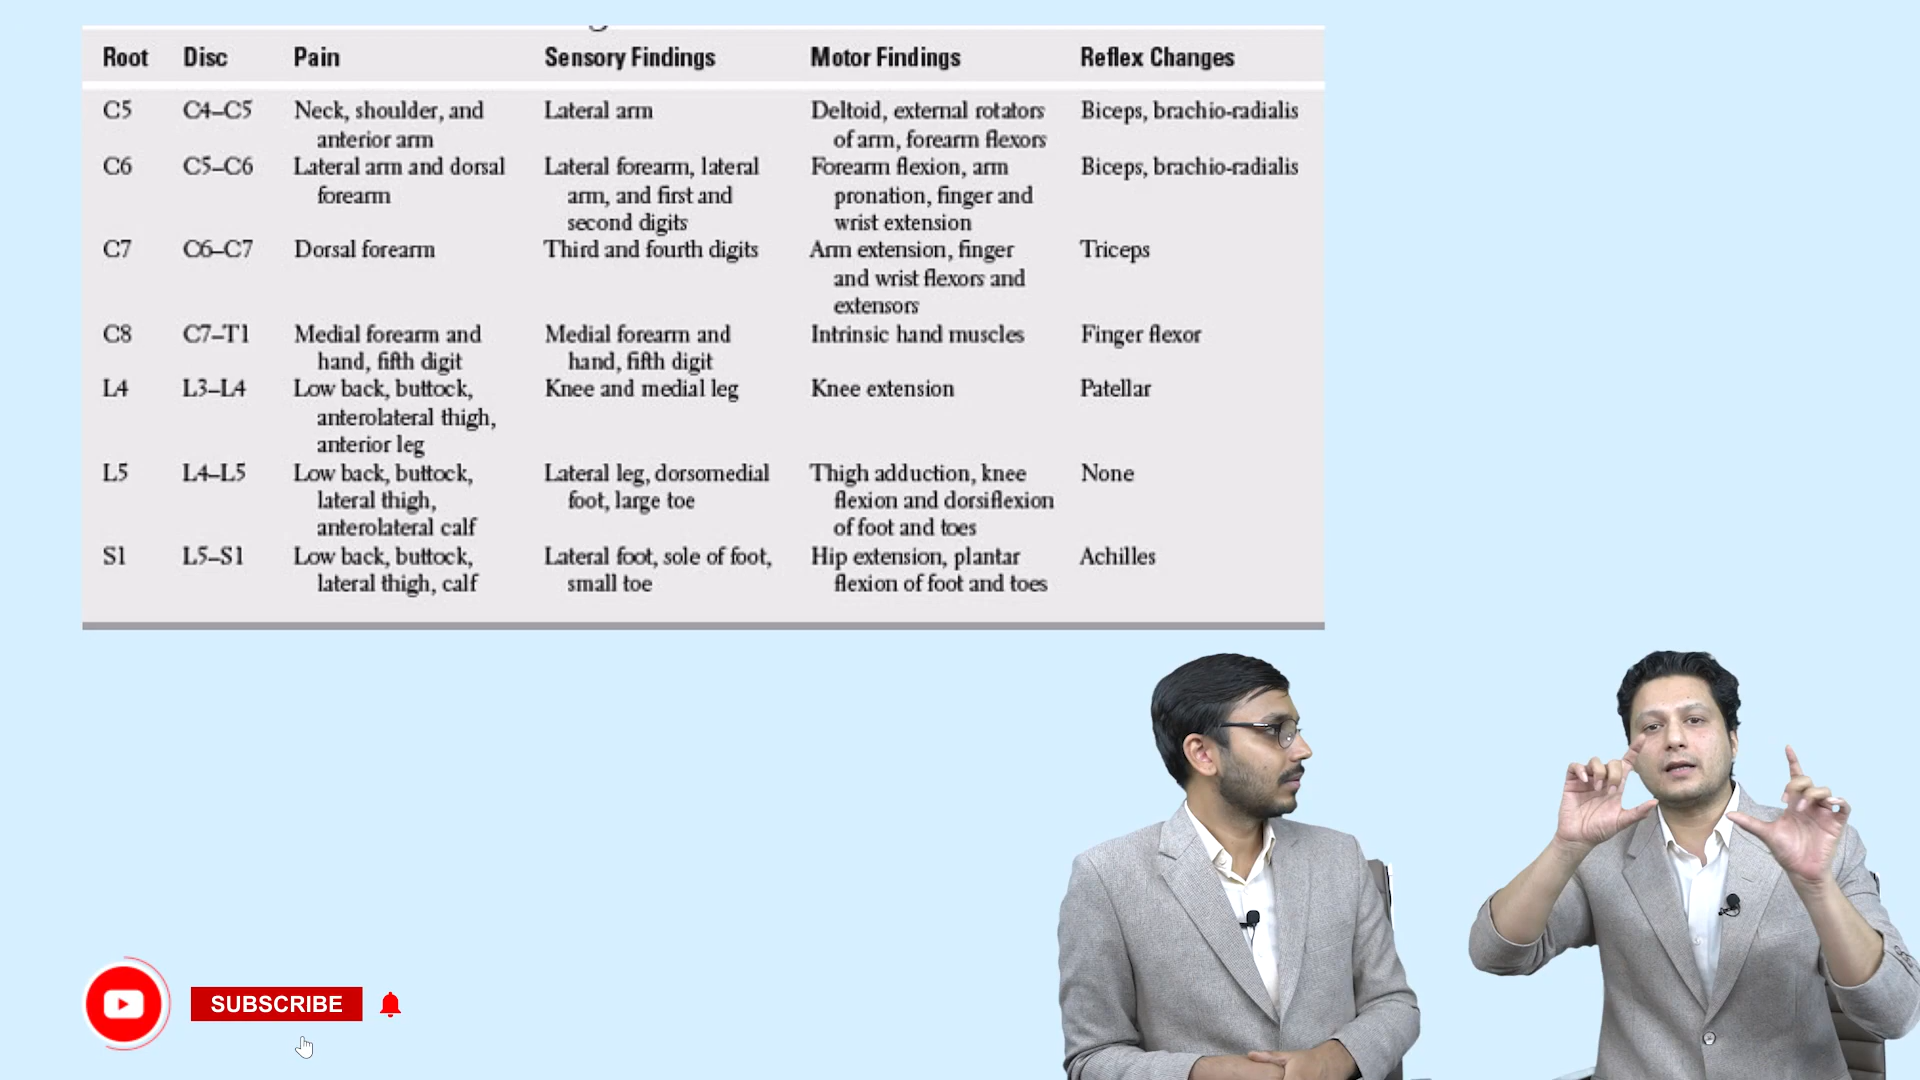 Root Disc Pain Sensory Findings Motor Findings Reflex Changes
C5 C4–C5 Neck, shoulder, and Lateral arm Deltoid, external rotators Biceps, brachio-radialis
anterior arm of arm, forearm flexors
C6 C5–C6 Lateral arm and dorsal Lateral forearm, lateral Forearm flexion, arm Biceps, brachio-radialis
forearm arm, and first and pronation, finger and
second digits wrist extension
C7 C6–C7 Dorsal forearm Third and fourth digits Arm extension, finger Triceps
and wrist flexors and
extensors
C8 C7–T1 Medial forearm and Medial forearm and Intrinsic hand muscles Finger flexor
hand, fifth digit hand, fifth digit
L4 L3–L4 Low back, buttock, Knee and medial leg Knee extension Patellar
anterolateral thigh,
anterior leg
L5 L4–L5 Low back, buttock, Lateral leg, dorsomedial Thigh adduction, knee None
lateral thigh, foot, large toe flexion and dorsiflexion
anterolateral calf of foot and toes
S1 L5–S1 Low back, buttock, Lateral foot, sole of foot, Hip extension, plantar Achilles
lateral thigh, calf small toe flexion of foot and toes
SUBSCRIBE